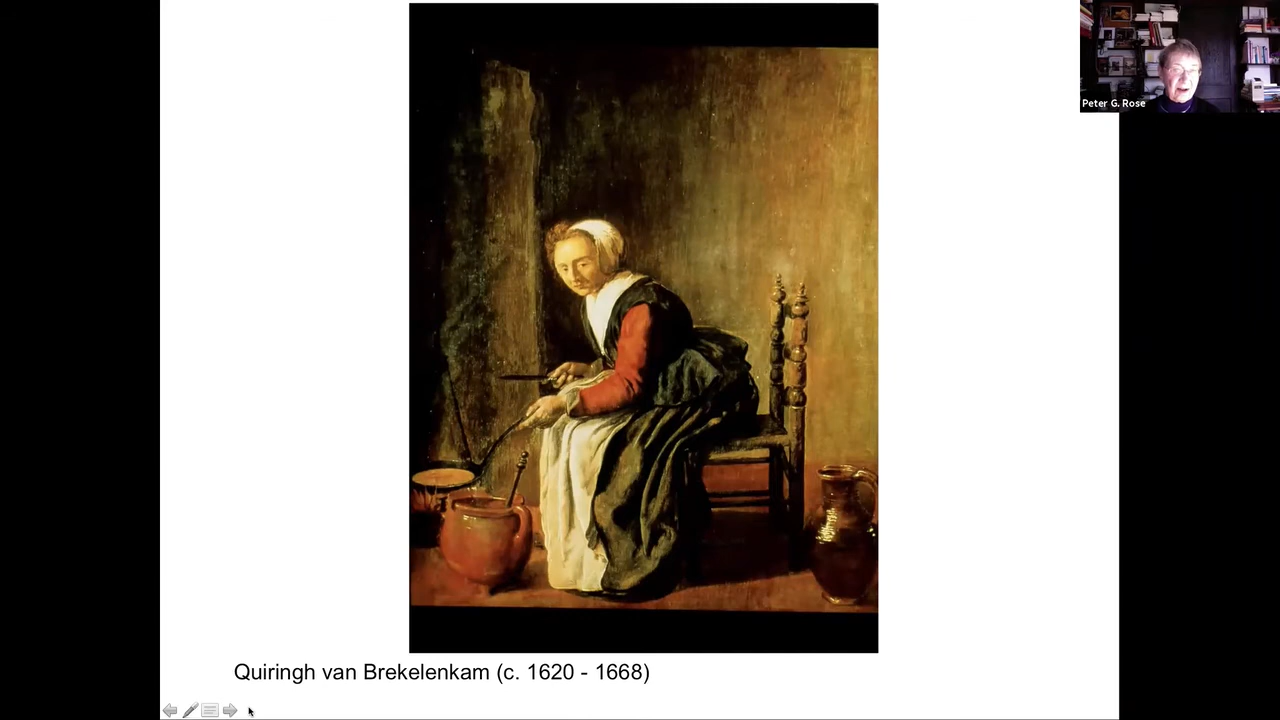 Peter G. Rose
Quiringh van Brekelenkam (c. 1620 - 1668)